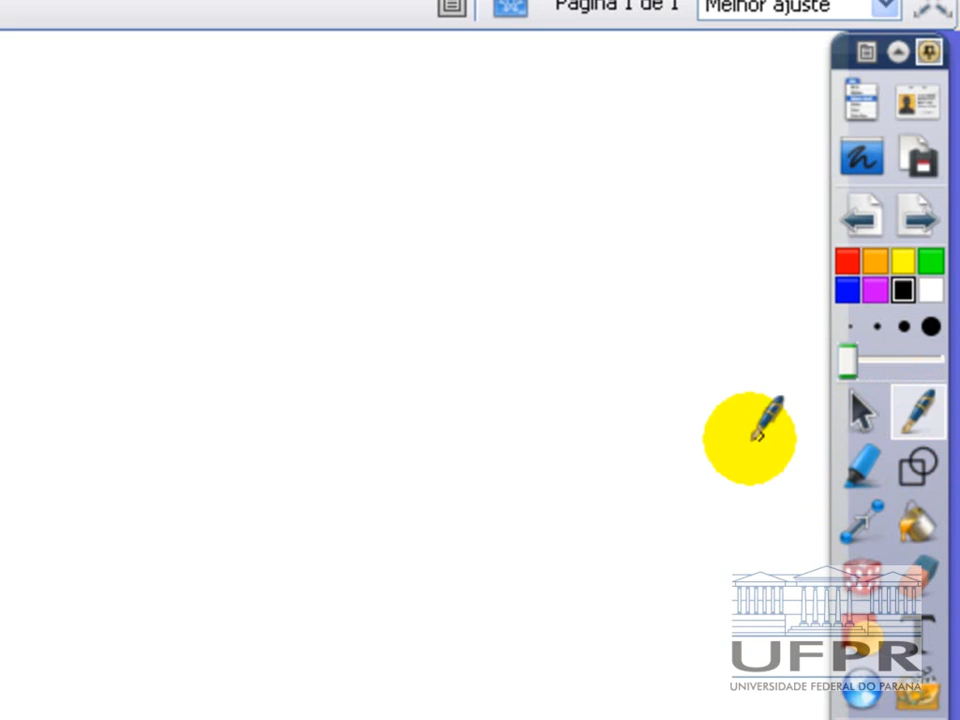 Página 1 de 1
Melhor ajuste
UFPR
UNIVERSIDADE FEDERAL DO PARANÁ